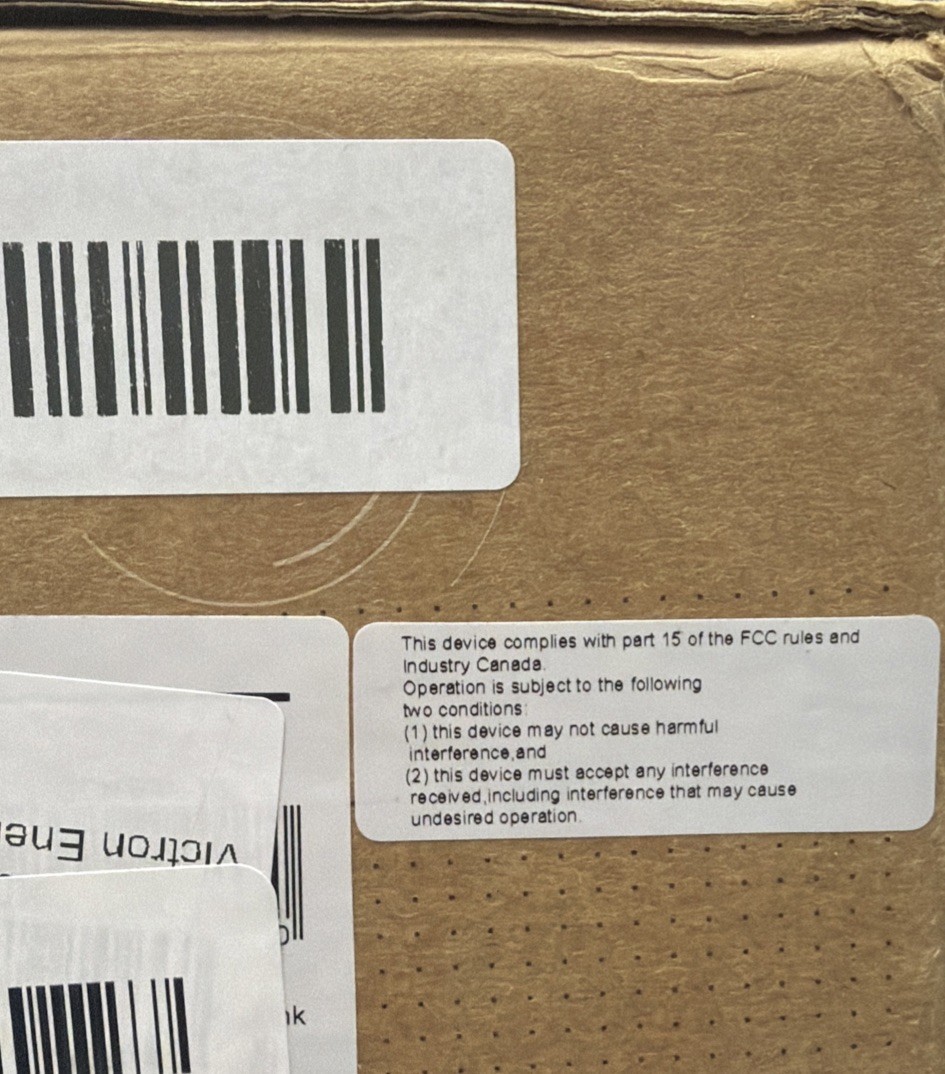 This device complies with part 15 of the FCC rules and
Industry Canada.
Operation is subject to the following
two conditions:
(1) this device may not cause harmful
interference,and
(2) this device must accept any interference
received,including interference that may cause
undesired operation.
Victron Ene
nk